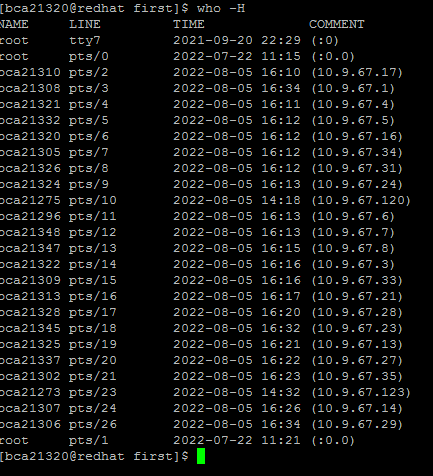 [bca21320@redhat first]$ who -H
NAME     LINE         TIME             COMMENT
root     tty7         2021-09-20 22:29 (:0)
root     pts/0        2022-07-22 11:15 (:0.0)
bca21310 pts/2        2022-08-05 16:10 (10.9.67.17)
bca21308 pts/3        2022-08-05 16:34 (10.9.67.1)
bca21321 pts/4        2022-08-05 16:11 (10.9.67.4)
bca21332 pts/5        2022-08-05 16:12 (10.9.67.5)
bca21320 pts/6        2022-08-05 16:12 (10.9.67.16)
bca21305 pts/7        2022-08-05 16:12 (10.9.67.34)
bca21326 pts/8        2022-08-05 16:12 (10.9.67.31)
bca21324 pts/9        2022-08-05 16:13 (10.9.67.24)
bca21275 pts/10       2022-08-05 14:18 (10.9.67.120)
bca21296 pts/11       2022-08-05 16:13 (10.9.67.6)
bca21348 pts/12       2022-08-05 16:13 (10.9.67.7)
bca21347 pts/13       2022-08-05 16:15 (10.9.67.8)
bca21322 pts/14       2022-08-05 16:16 (10.9.67.3)
bca21309 pts/15       2022-08-05 16:16 (10.9.67.33)
bca21313 pts/16       2022-08-05 16:17 (10.9.67.21)
bca21328 pts/17       2022-08-05 16:20 (10.9.67.28)
bca21345 pts/18       2022-08-05 16:32 (10.9.67.23)
bca21325 pts/19       2022-08-05 16:21 (10.9.67.13)
bca21337 pts/20       2022-08-05 16:22 (10.9.67.27)
bca21302 pts/21       2022-08-05 16:23 (10.9.67.35)
bca21273 pts/23       2022-08-05 14:32 (10.9.67.123)
bca21307 pts/24       2022-08-05 16:26 (10.9.67.14)
bca21306 pts/26       2022-08-05 16:34 (10.9.67.29)
root     pts/1        2022-07-22 11:21 (:0.0)
[bca21320@redhat first]$